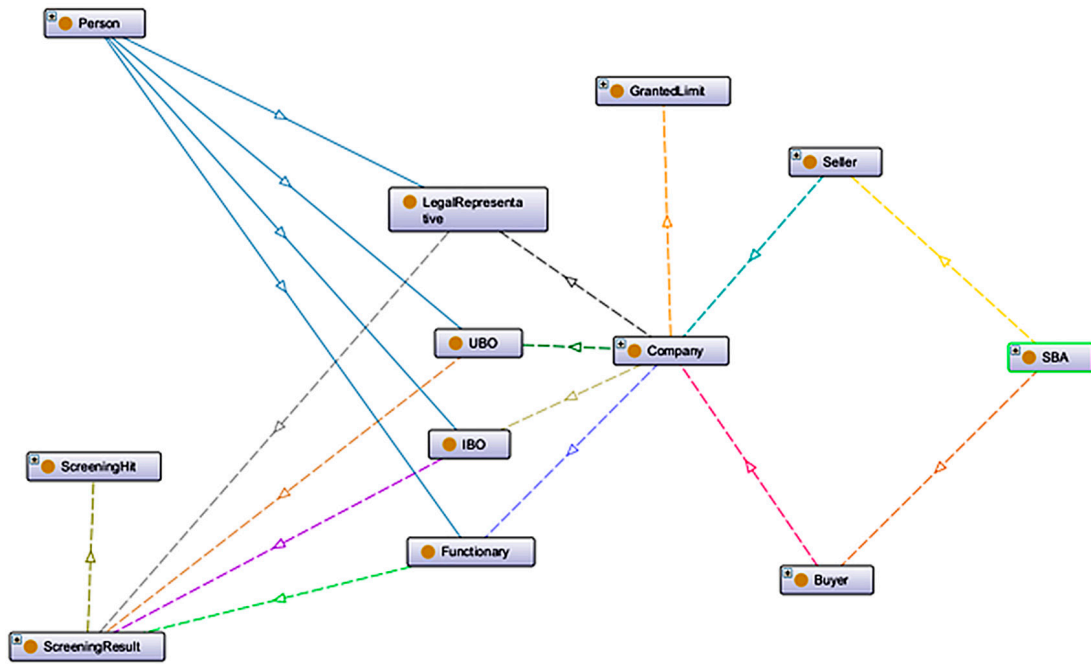 Person
GrantedLimit
Seller
LegalRepresenta
tive
UBO
Company
SBA
IBO
ScreeningHit
Functionary
Buyer
ScreeningResult